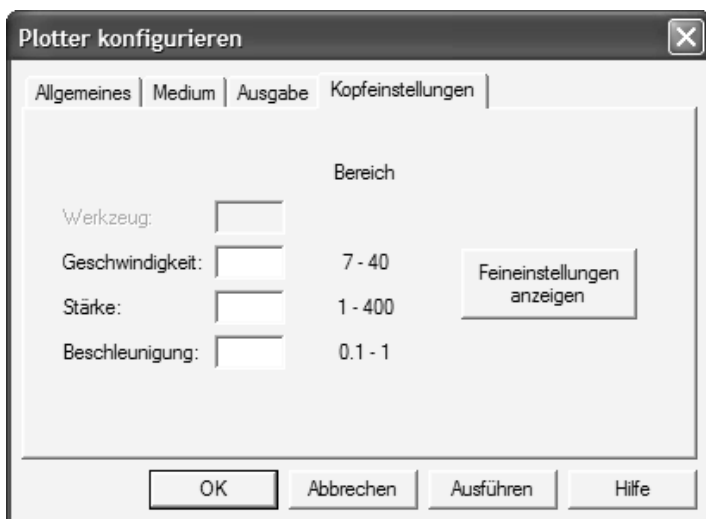 Plotter konfigurieren
Allgemeines Medium Ausgabe Kopfeinstellungen
Bereich
Werkzeug:
Geschwindigkeit: 7 - 40
Stärke: 1 - 400
Beschleunigung: 0.1 - 1
Feineinstellungen
anzeigen
OK Abbrechen Ausführen Hilfe